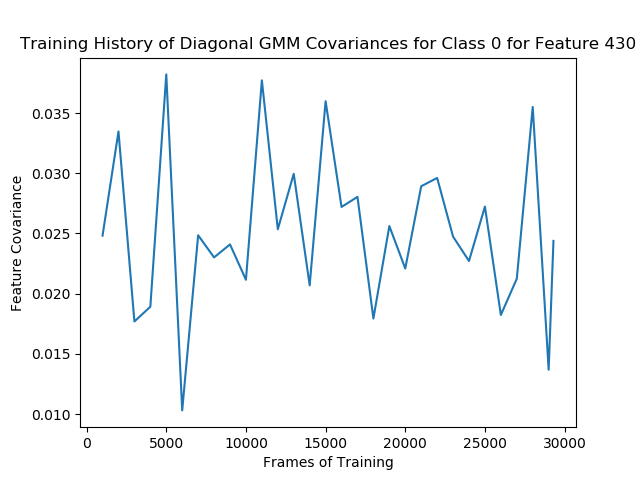 Training History of Diagonal GMM Covariances for Class 0 for Feature 430
Feature Covariance
0.035
0.030
0.025
0.020
0.015
0.010
0 5000 10000 15000 20000 25000 30000
Frames of Training